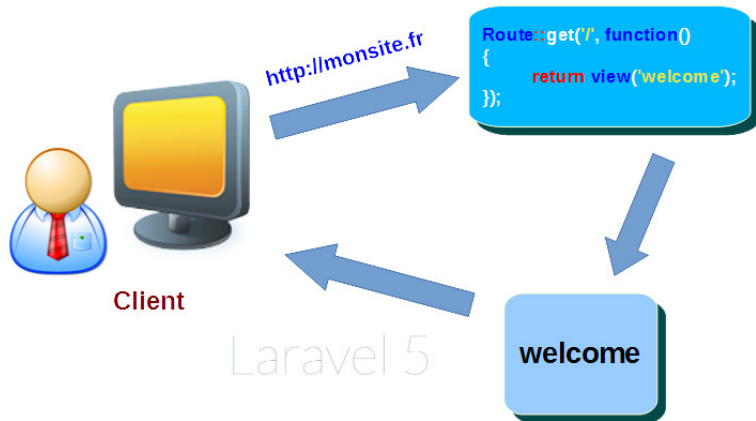 http://monsite.fr
Route::get('/', function()
{
return view('welcome');
});
Client
welcome
Laravel 5